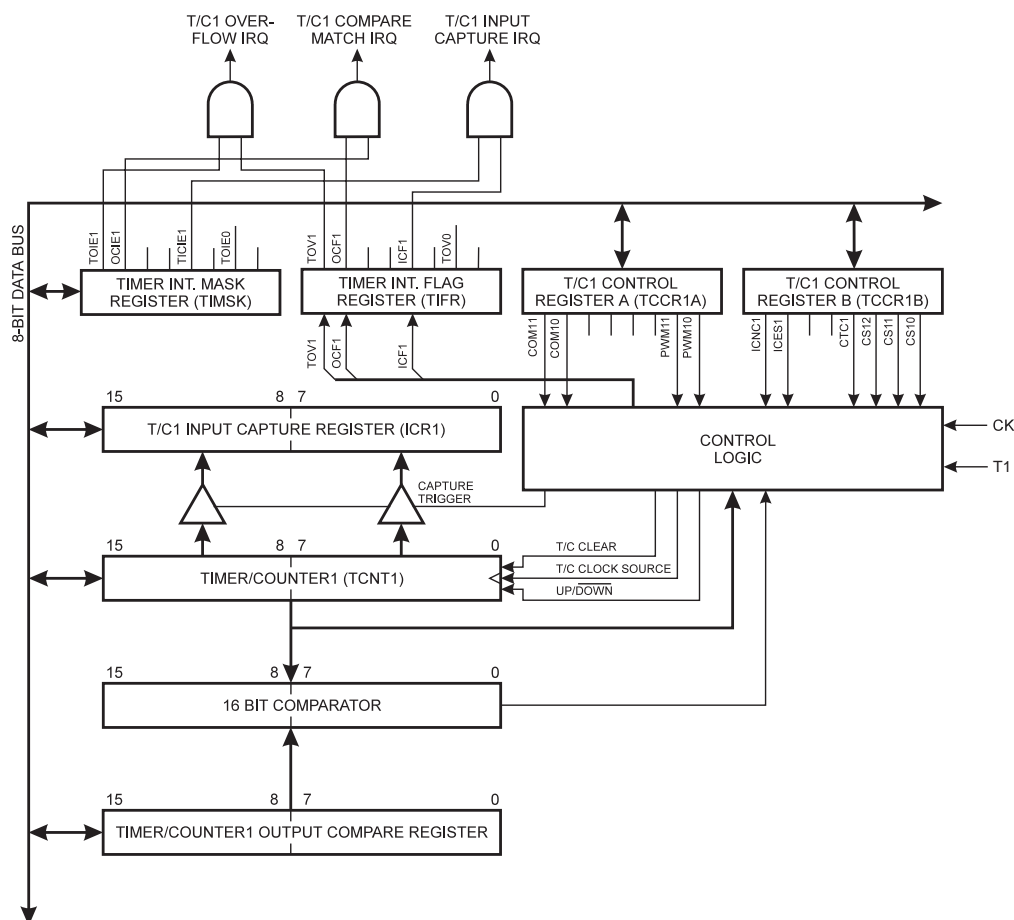 T/C1 OVER-
FLOW IRQ
T/C1 COMPARE
MATCH IRQ
T/C1 INPUT
CAPTURE IRQ
8-BIT DATA BUS
TOIE1
OCIE1
TICIE1
TOIE0
TOV1
OCF1
ICF1
TOV0
TIMER INT. MASK
REGISTER (TIMSK)
TIMER INT. FLAG
REGISTER (TIFR)
T/C1 CONTROL
REGISTER A (TCCR1A)
T/C1 CONTROL
REGISTER B (TCCR1B)
TOV1
OCF1
ICF1
COM11
COM10
PWM11
PWM10
ICNC1
ICES1
CTC1
CS12
CS11
CS10
15 8 7 0
T/C1 INPUT CAPTURE REGISTER (ICR1)
CONTROL
LOGIC
CK
T1
CAPTURE
TRIGGER
15 8 7 0
TIMER/COUNTER1 (TCNT1)
T/C CLEAR
T/C CLOCK SOURCE
UP/DOWN
15 8 7 0
16 BIT COMPARATOR
15 8 7 0
TIMER/COUNTER1 OUTPUT COMPARE REGISTER